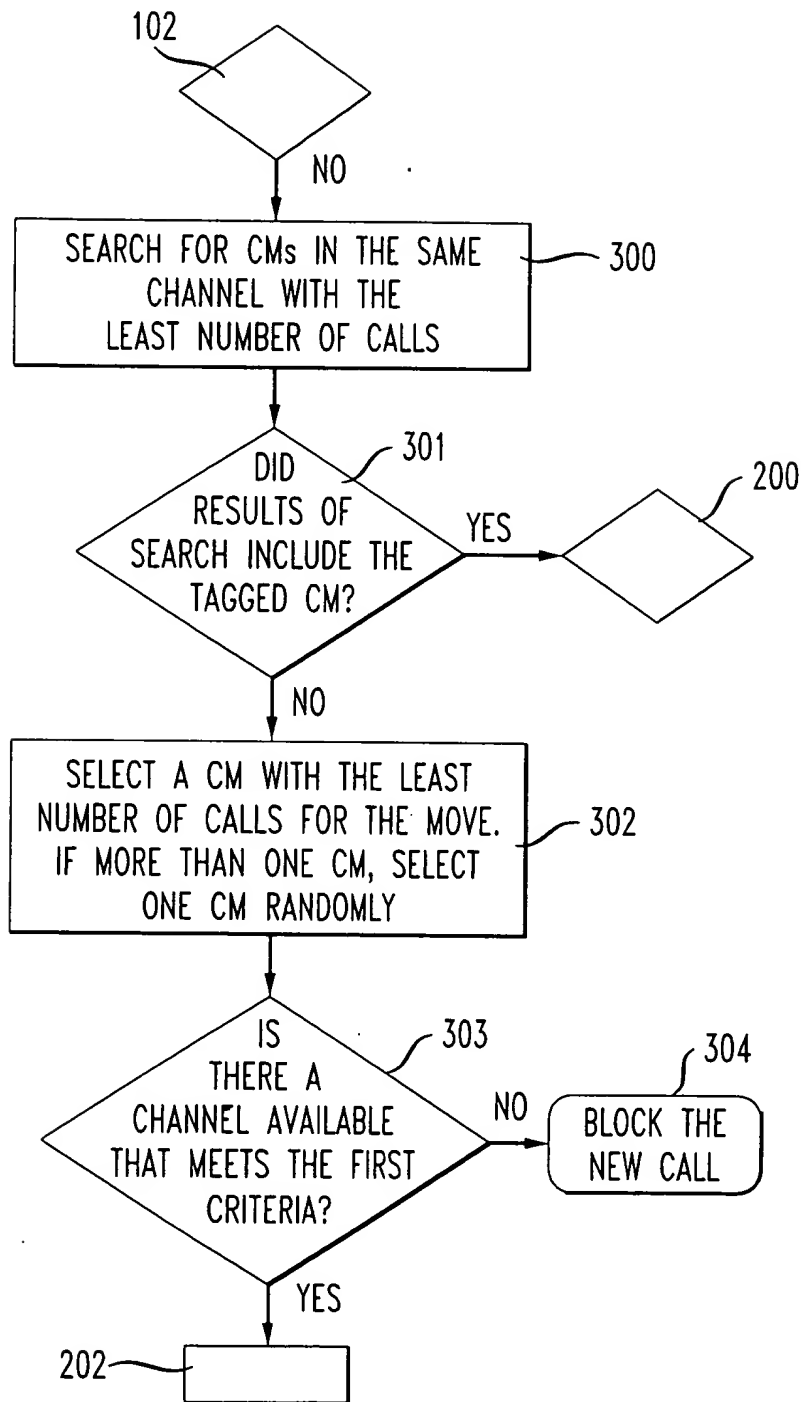 102
NO
SEARCH FOR CMs IN THE SAME
CHANNEL WITH THE
LEAST NUMBER OF CALLS
300
DID
RESULTS OF
SEARCH INCLUDE THE
TAGGED CM?
301
YES
200
NO
SELECT A CM WITH THE LEAST
NUMBER OF CALLS FOR THE MOVE.
IF MORE THAN ONE CM, SELECT
ONE CM RANDOMLY
302
IS
THERE A
CHANNEL AVAILABLE
THAT MEETS THE FIRST
CRITERIA?
303
NO
304
BLOCK THE
NEW CALL
YES
202